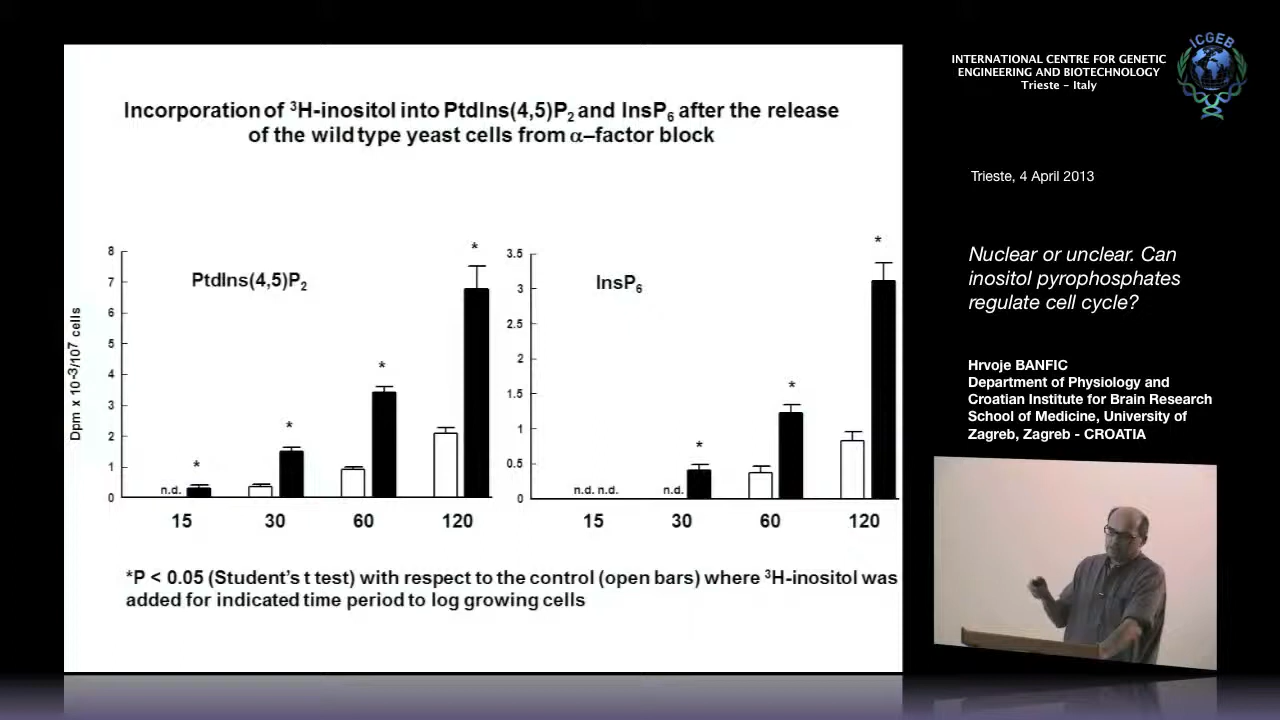 Incorporation of ³H-inositol into PtdIns(4,5)P₂ and InsP₆ after the release
of the wild type yeast cells from α–factor block
Dpm x 10⁻³/10⁷ cells
8
7
6
5
4
3
2
1
0
PtdIns(4,5)P₂
*
*
*
*
n.d.
15
30
60
120
3.5
3
2.5
2
1.5
1
0.5
0
InsP₆
*
*
*
n.d. n.d.
n.d.
15
30
60
120
*P < 0.05 (Student's t test) with respect to the control (open bars) where ³H-inositol was
added for indicated time period to log growing cells
INTERNATIONAL CENTRE FOR GENETIC
ENGINEERING AND BIOTECHNOLOGY
Trieste – Italy
ICGEB
Trieste, 4 April 2013
Nuclear or unclear. Can
inositol pyrophosphates
regulate cell cycle?
Hrvoje BANFIC
Department of Physiology and
Croatian Institute for Brain Research
School of Medicine, University of
Zagreb, Zagreb - CROATIA